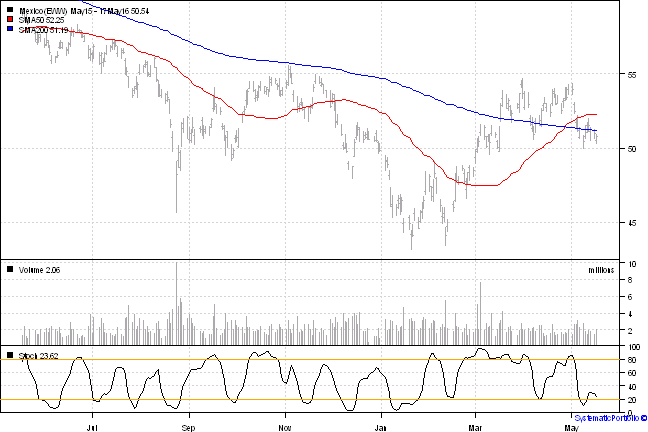 Mexico (EWW) May15 - 17May16 50.54
SMA50 52.25
SMA200 51.19
55
50
45
Volume 2.06
millions
10
8
6
4
2
Stoch 23.62
100
80
60
40
20
0
Jul Sep Nov Jan Mar May
SystematicPortfolio ©